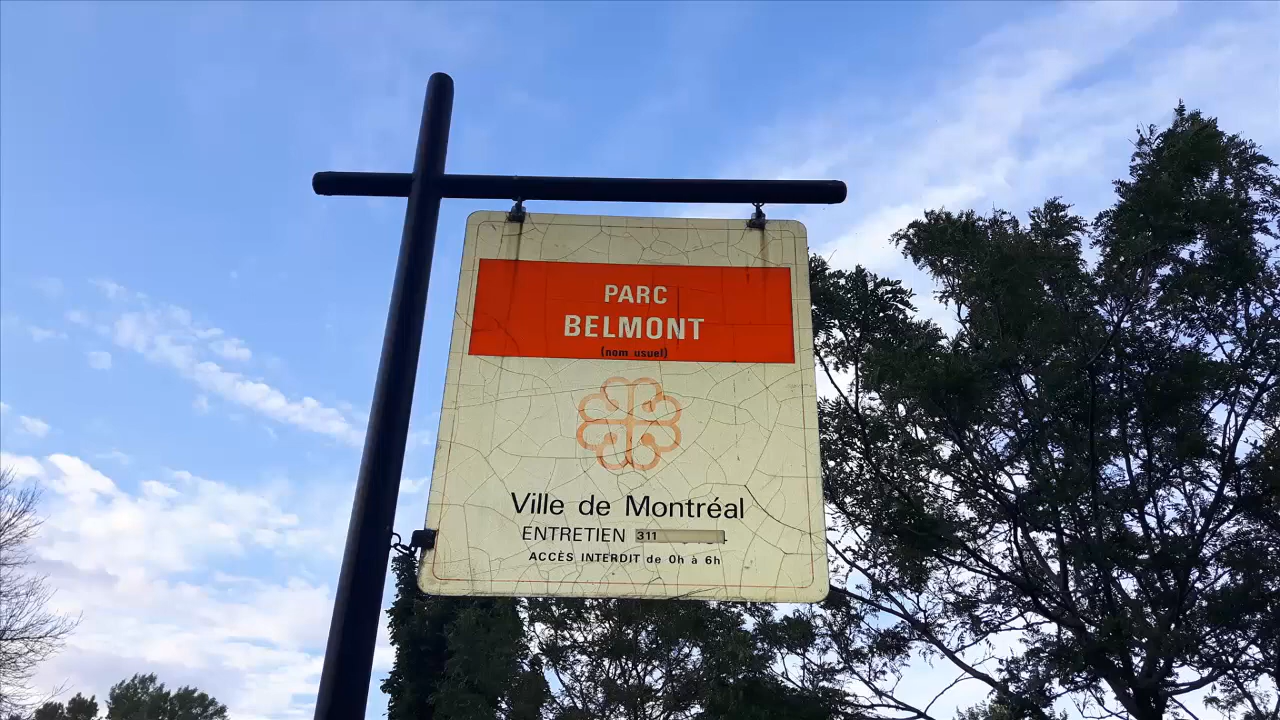 PARC
BELMONT
(nom usuel)
Ville de Montréal
ENTRETIEN 311
ACCÈS INTERDIT de 0h à 6h